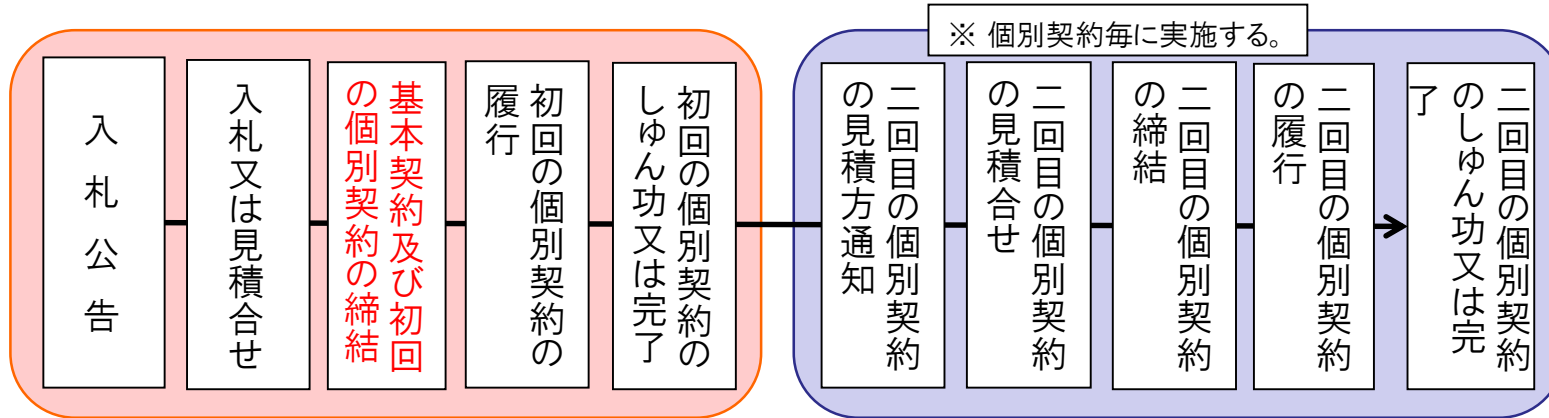 ※ 個別契約毎に実施する。
入札公告
入札又は見積合せ
基本契約及び初回
の個別契約の締結
初回の個別契約の
履行
初回の個別契約の
しゅん功又は完了
二回目の個別契約
の見積方通知
二回目の個別契約
の見積合せ
二回目の個別契約
の締結
二回目の個別契約
の履行
二回目の個別契約
のしゅん功又は完
了